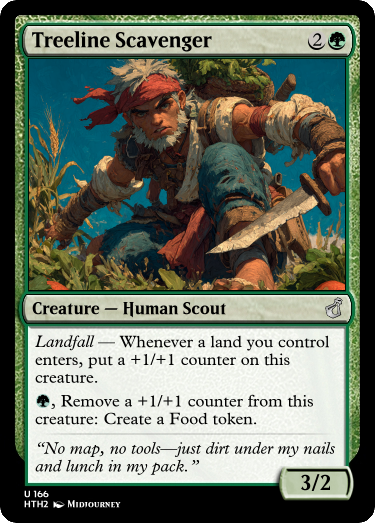 Treeline Scavenger 2
Creature — Human Scout
Landfall — Whenever a land you control
enters, put a +1/+1 counter on this
creature.
, Remove a +1/+1 counter from this
creature: Create a Food token.
“No map, no tools—just dirt under my nails
and lunch in my pack.”
3/2
U 166
HTH2 Midjourney